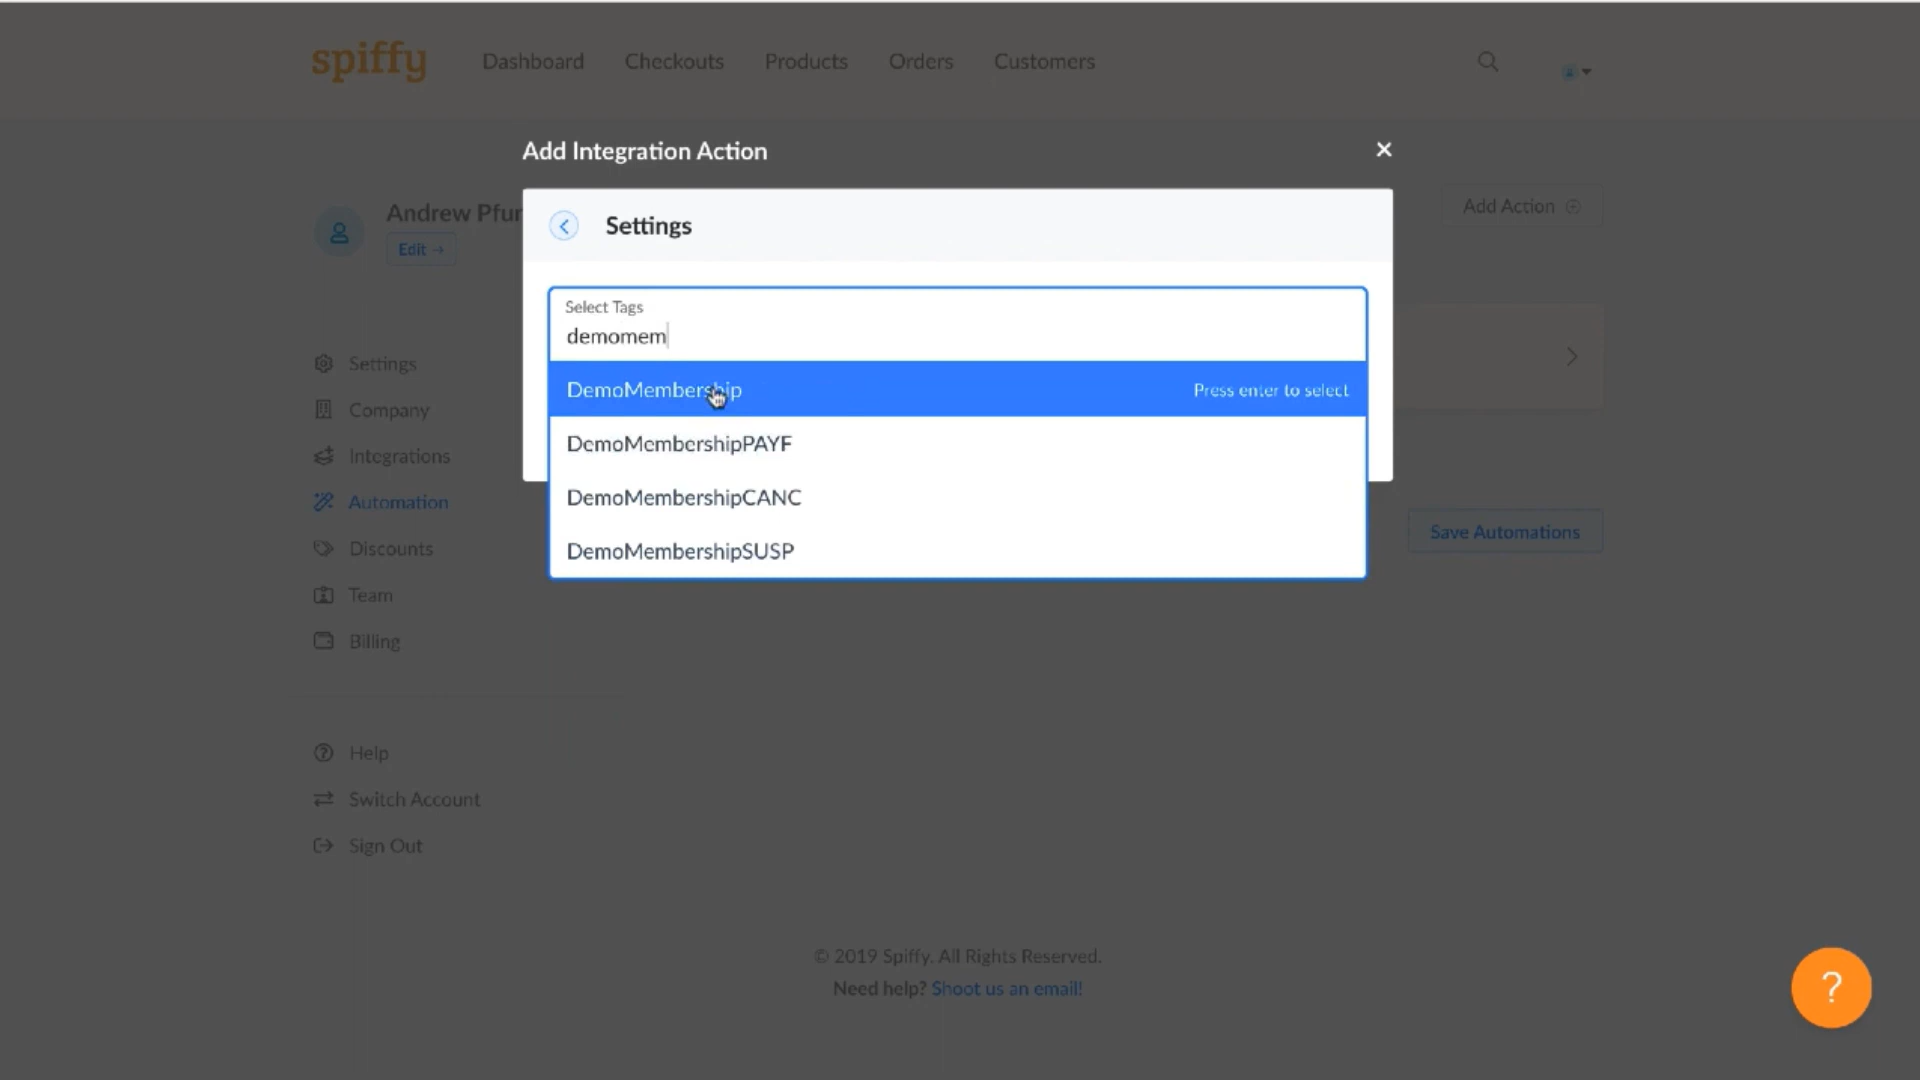 spiffy
Dashboard
Checkouts
Products
Orders
Customers
Add Integration Action
Andrew Pfur
Edit →
Add Action
Settings
Select Tags
demomem
DemoMembership
Press enter to select
DemoMembershipPAYF
DemoMembershipCANC
DemoMembershipSUSP
Settings
Company
Integrations
Automation
Discounts
Team
Billing
Save Automations
Help
Switch Account
Sign Out
© 2019 Spiffy. All Rights Reserved.
Need help? Shoot us an email!
?